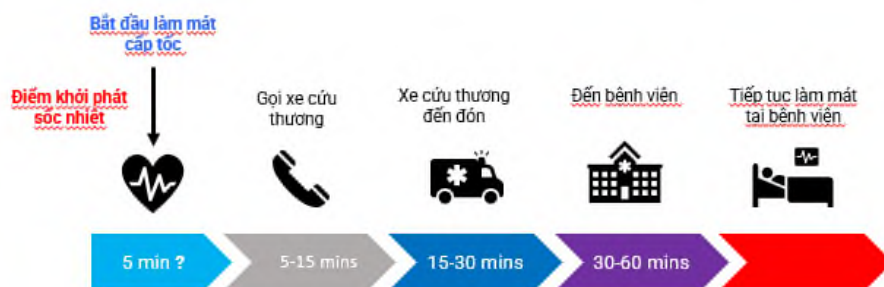 Bắt đầu làm mát
cấp tốc
Điểm khởi phát
sốc nhiệt
Gọi xe cứu
thương
Xe cứu thương
đến đón
Đến bệnh viện
Tiếp tục làm mát
tại bệnh viện
5 min ?
5-15 mins
15-30 mins
30-60 mins